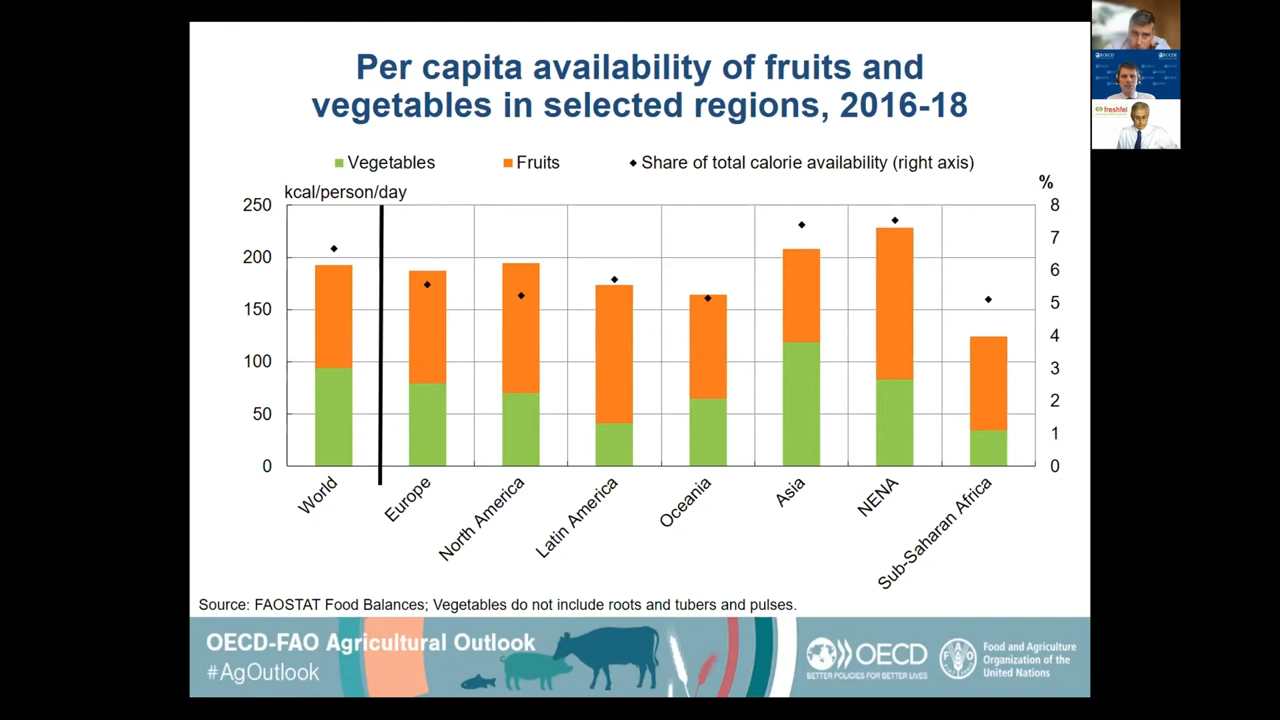 Per capita availability of fruits and
vegetables in selected regions, 2016-18
Vegetables
Fruits
Share of total calorie availability (right axis)
kcal/person/day
%
250
200
150
100
50
0
8
7
6
5
4
3
2
1
0
World
Europe
North America
Latin America
Oceania
Asia
NENA
Sub-Saharan Africa
Source: FAOSTAT Food Balances; Vegetables do not include roots and tubers and pulses.
OECD-FAO Agricultural Outlook
#AgOutlook
OECD
BETTER POLICIES FOR BETTER LIVES
FAO
Food and Agriculture
Organization of the
United Nations
freshfel